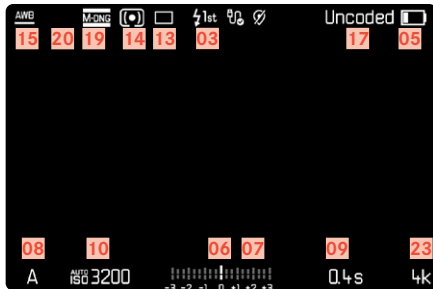 AWB M-DNG 1st Uncoded
15 20 19 14 13 03 17 05
08 10 06 07 09 23
A AUTO ISO 3200 -3 -2 -1 0 +1 +2 +3 0.4s 4k